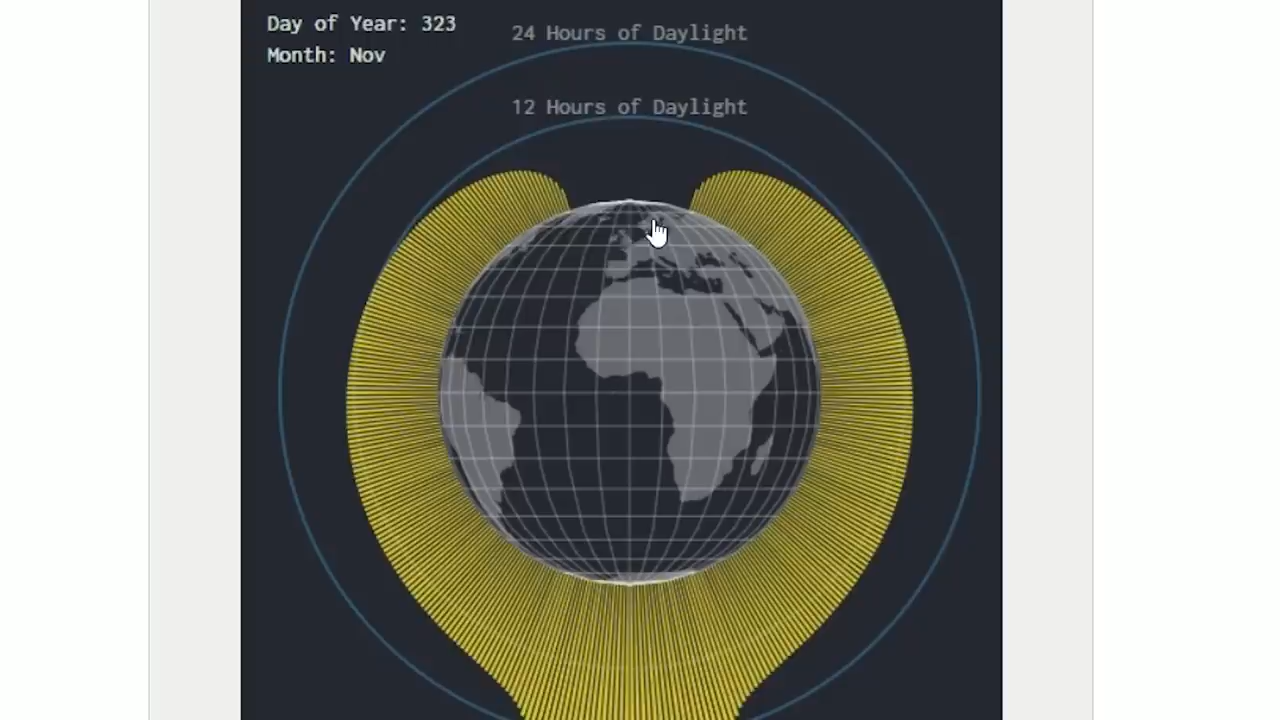 Day of Year: 323
Month: Nov
24 Hours of Daylight
12 Hours of Daylight